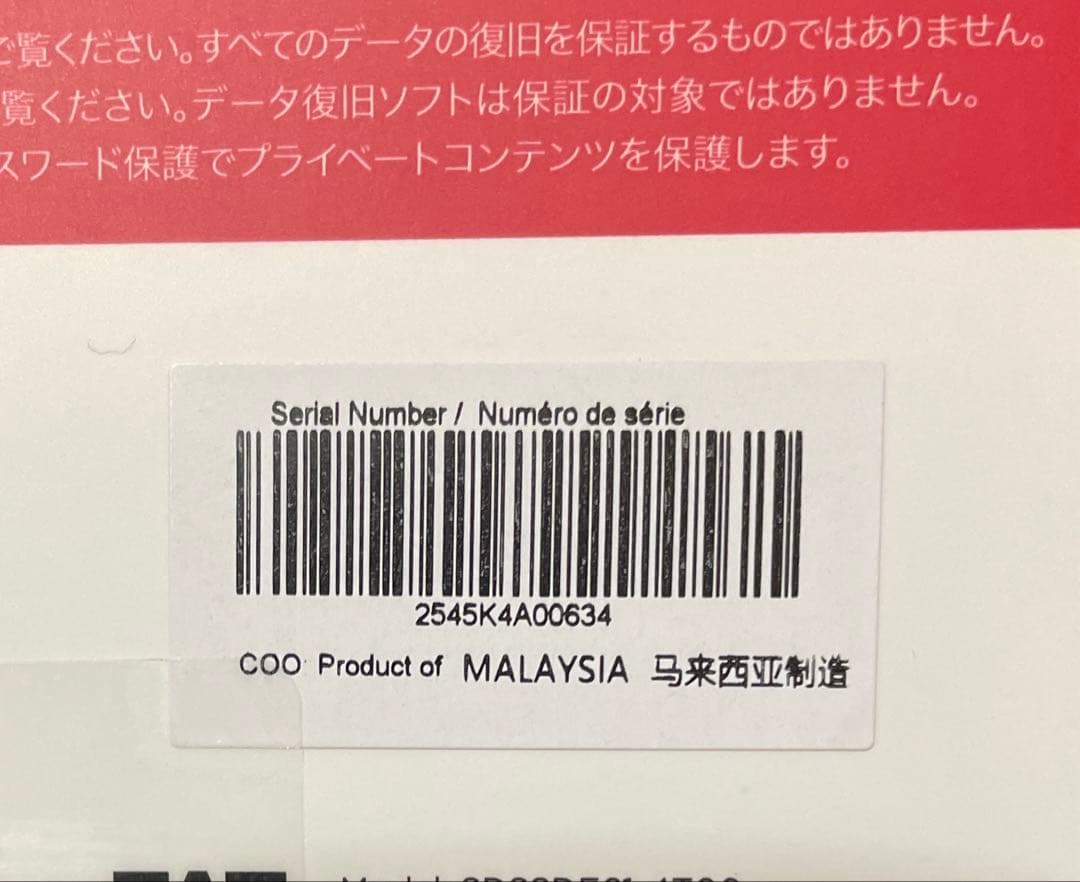 ご覧ください。すべてのデータの復旧を保証するものではありません。
覧ください。データ復旧ソフトは保証の対象ではありません。
スワード保護でプライベートコンテンツを保護します。
Serial Number / Numéro de série
2545K4A00634
COO Product of MALAYSIA 马来西亚制造